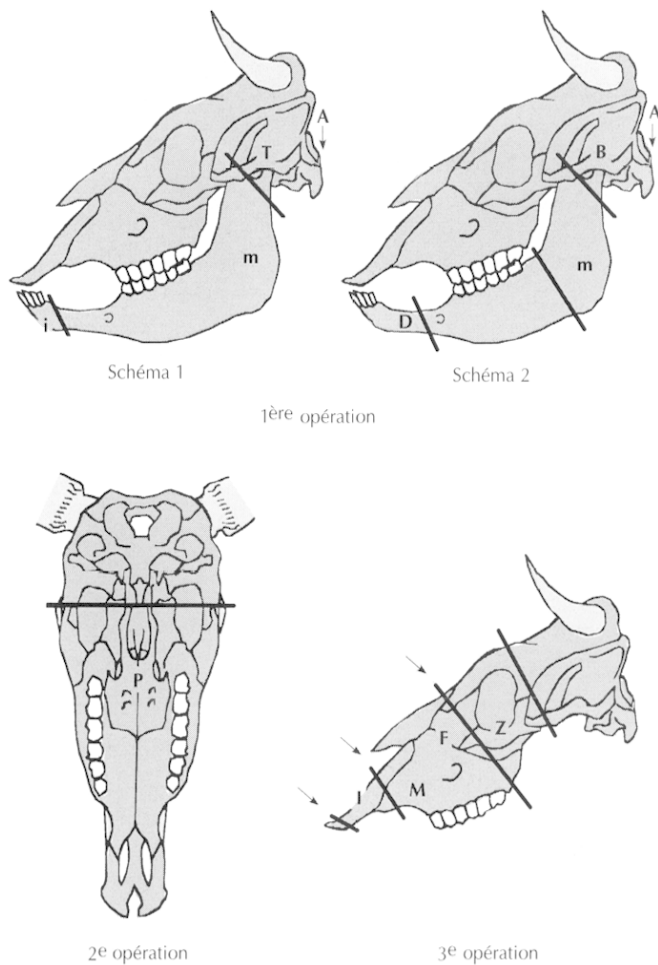 A
T
m
i
A
B
m
D
Schéma 1
Schéma 2
1ère opération
P
F
Z
I
M
2e opération
3e opération